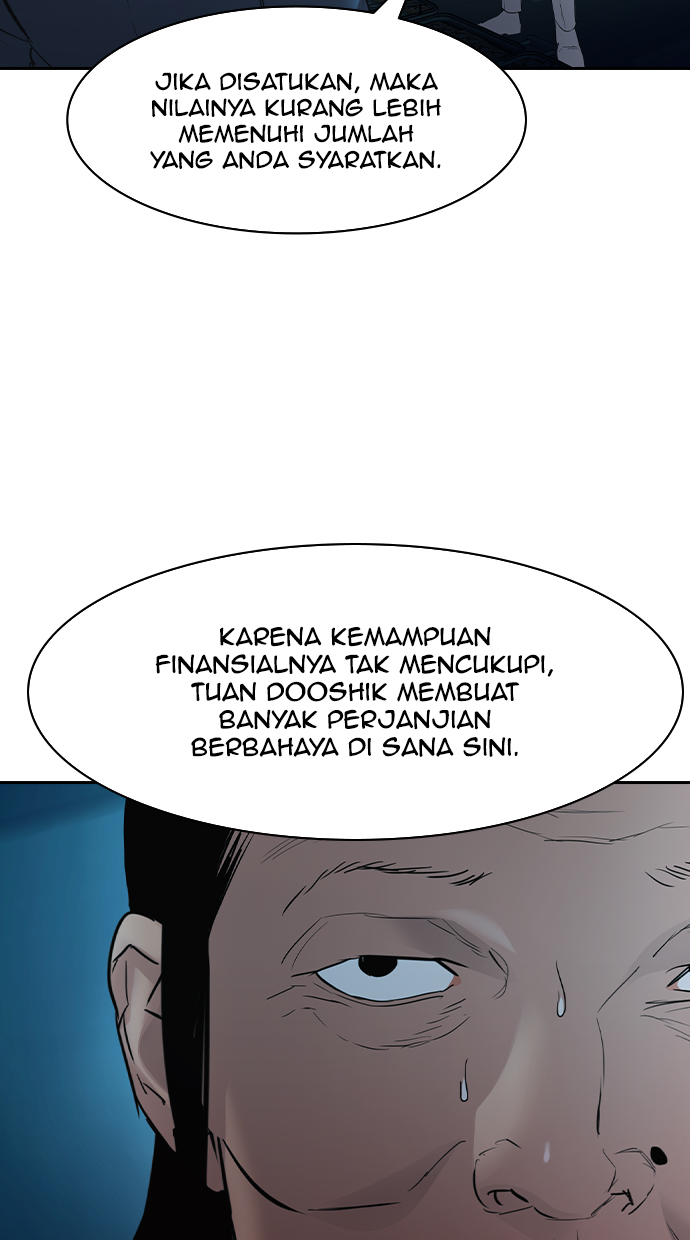 JIKA DISATUKAN, MAKA
NILAINYA KURANG LEBIH
MEMENUHI JUMLAH
YANG ANDA SYARATKAN.
KARENA KEMAMPUAN
FINANSIALNYA TAK MENCUKUPI,
TUAN DOOSHIK MEMBUAT
BANYAK PERJANJIAN
BERBAHAYA DI SANA SINI.